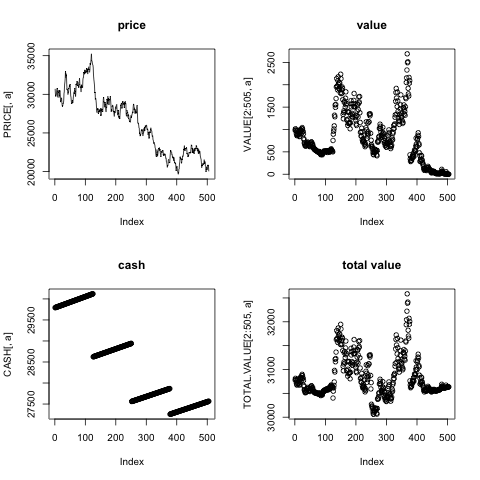 price
PRICE[, a]
20000 25000 30000 35000
0 100 200 300 400 500
Index
value
VALUE[2:505, a]
0 500 1500 2500
0 100 200 300 400 500
Index
cash
CASH[, a]
27500 28500 29500
0 100 200 300 400 500
Index
total value
TOTAL.VALUE[2:505, a]
30000 32000
0 100 200 300 400 500
Index